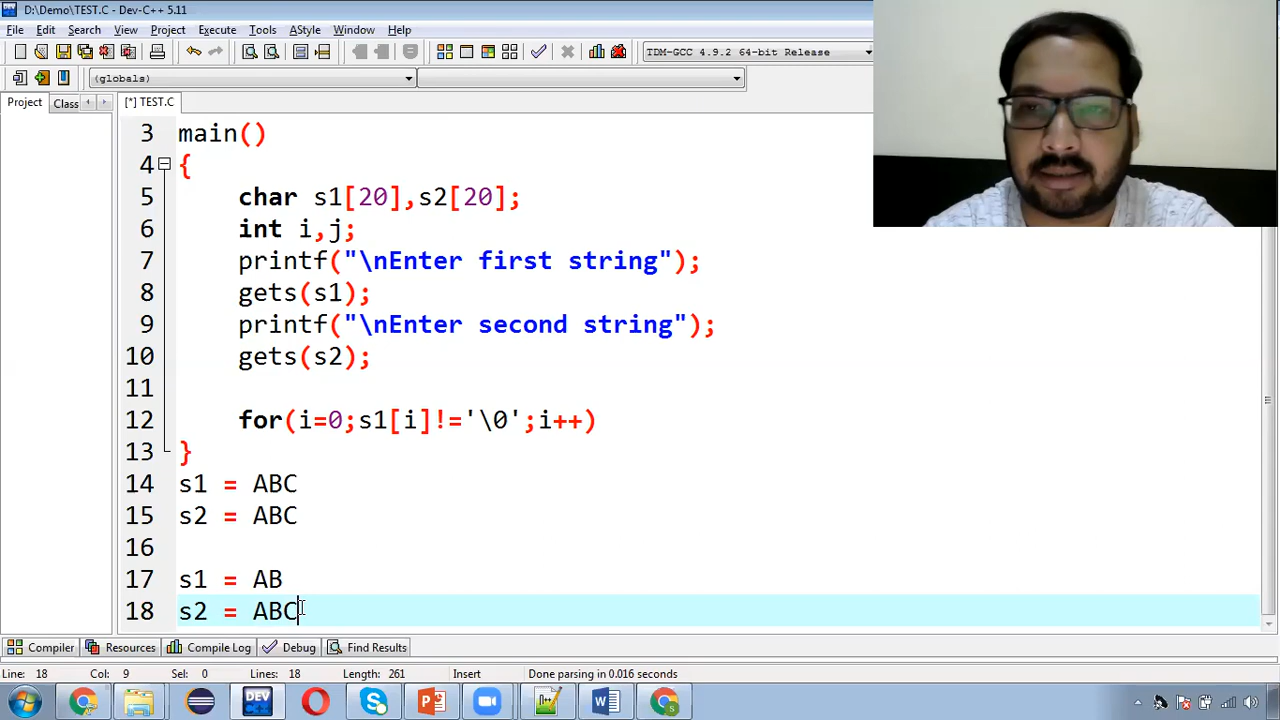 D:\Demo\TEST.C - Dev-C++ 5.11
File Edit Search View Project Execute Tools AStyle Window Help
TDM-GCC 4.9.2 64-bit Release
(globals)
Project Class [*] TEST.C
3 main()
4 {
5 char s1[20],s2[20];
6 int i,j;
7 printf("\nEnter first string");
8 gets(s1);
9 printf("\nEnter second string");
10 gets(s2);
11
12 for(i=0;s1[i]!='\0';i++)
13 }
14 s1 = ABC
15 s2 = ABC
16
17 s1 = AB
18 s2 = ABC
Compiler Resources Compile Log Debug Find Results
Line: 18 Col: 9 Sel: 0 Lines: 18 Length: 261 Insert Done parsing in 0.016 seconds
DEV C++